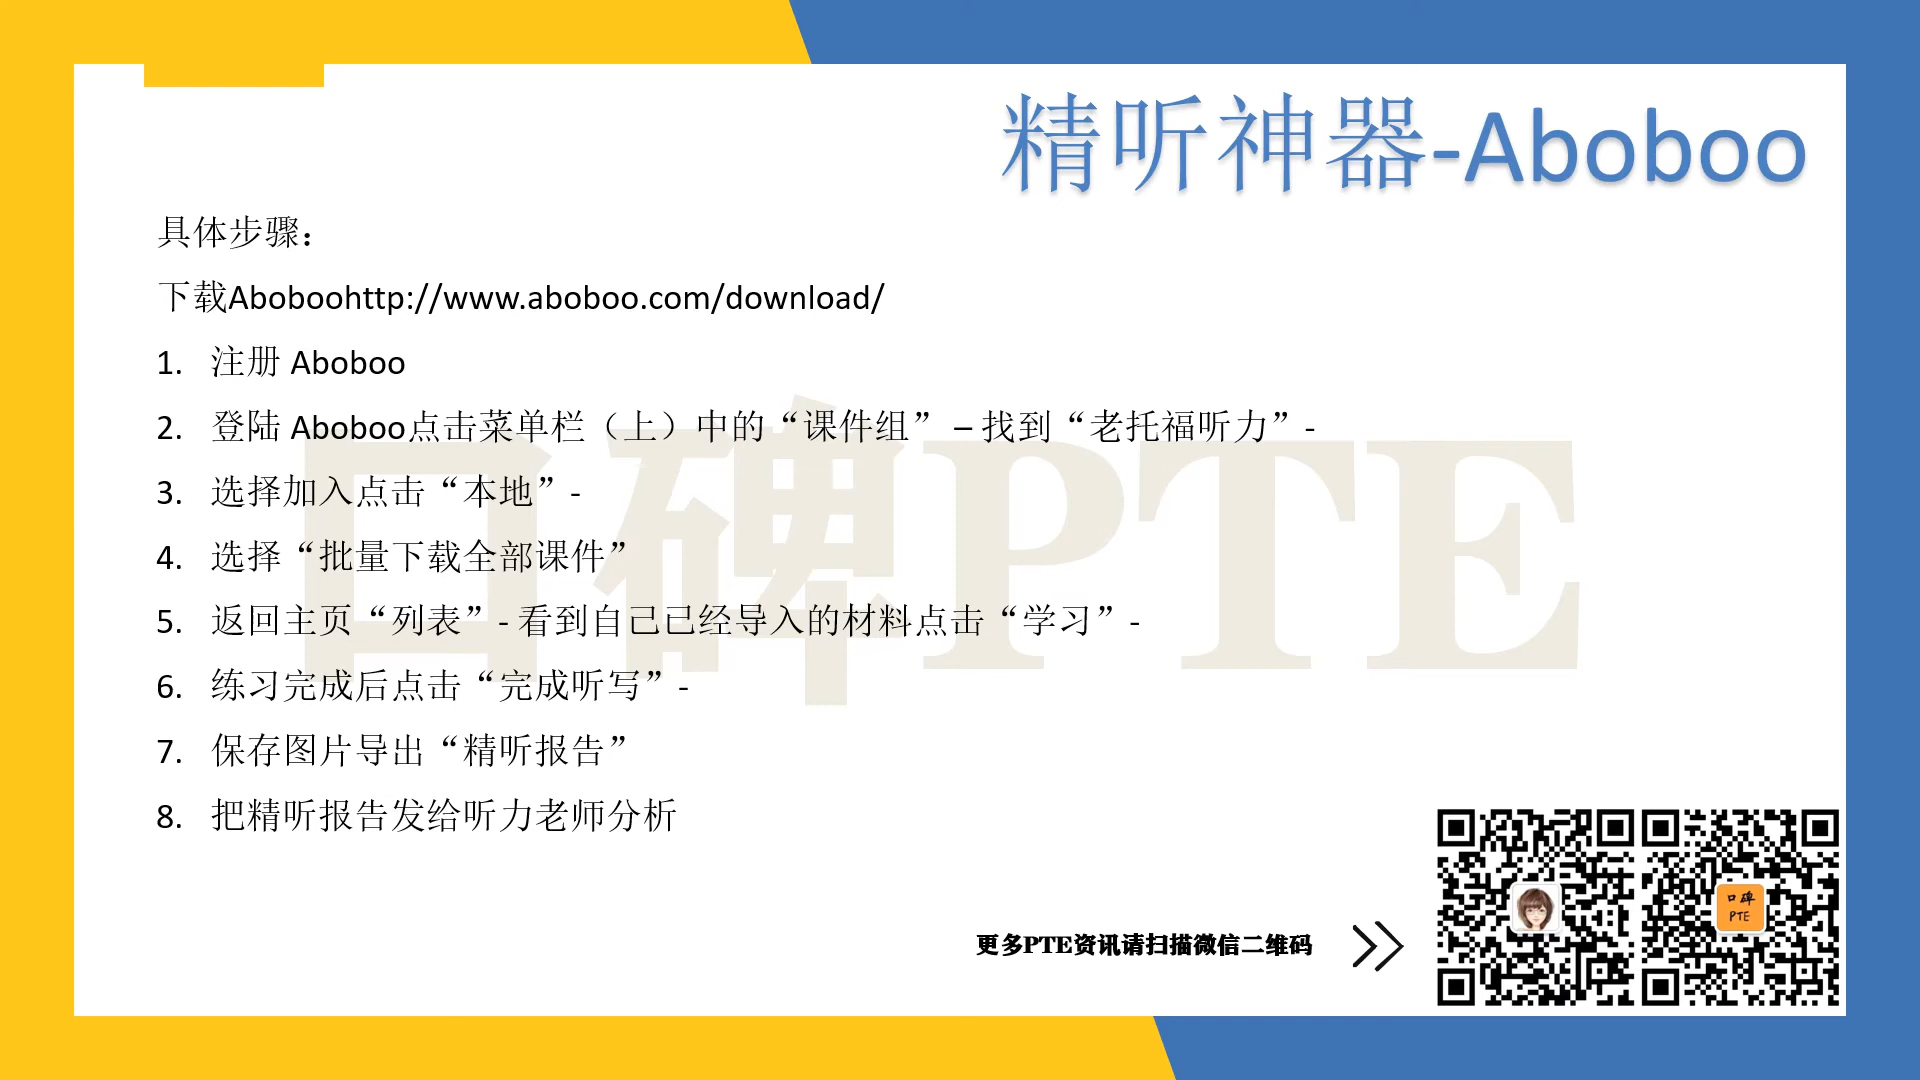 精听神器-Aboboo
具体步骤：
下载Aboboohttp://www.aboboo.com/download/
1. 注册 Aboboo
2. 登陆 Aboboo点击菜单栏（上）中的“课件组” – 找到“老托福听力” -
3. 选择加入点击“本地” -
4. 选择“批量下载全部课件”
5. 返回主页“列表” - 看到自己已经导入的材料点击“学习” -
6. 练习完成后点击“完成听写” -
7. 保存图片导出“精听报告”
8. 把精听报告发给听力老师分析
口碑PTE
更多PTE资讯请扫描微信二维码
口碑
PTE